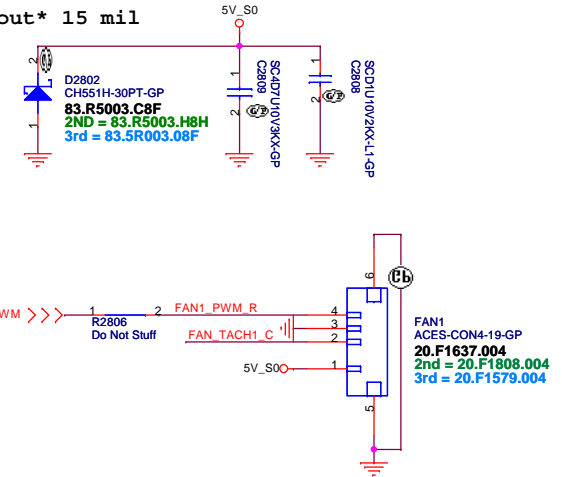 out* 15 mil
5V_S0
2
1
D2802
CH551H-30PT-GP
83.R5003.C8F
2ND = 83.R5003.H8H
3rd = 83.5R003.08F
1
2
C2809
SC4D7U10V3KX-GP
1
2
C2808
SCD1U10V2KX-L1-GP
WM
1
R2806
2
Do Not Stuff
FAN1_PWM_R
FAN_TACH1_C
5V_S0
6
4
3
2
1
5
FAN1
ACES-CON4-19-GP
20.F1637.004
2nd = 20.F1808.004
3rd = 20.F1579.004